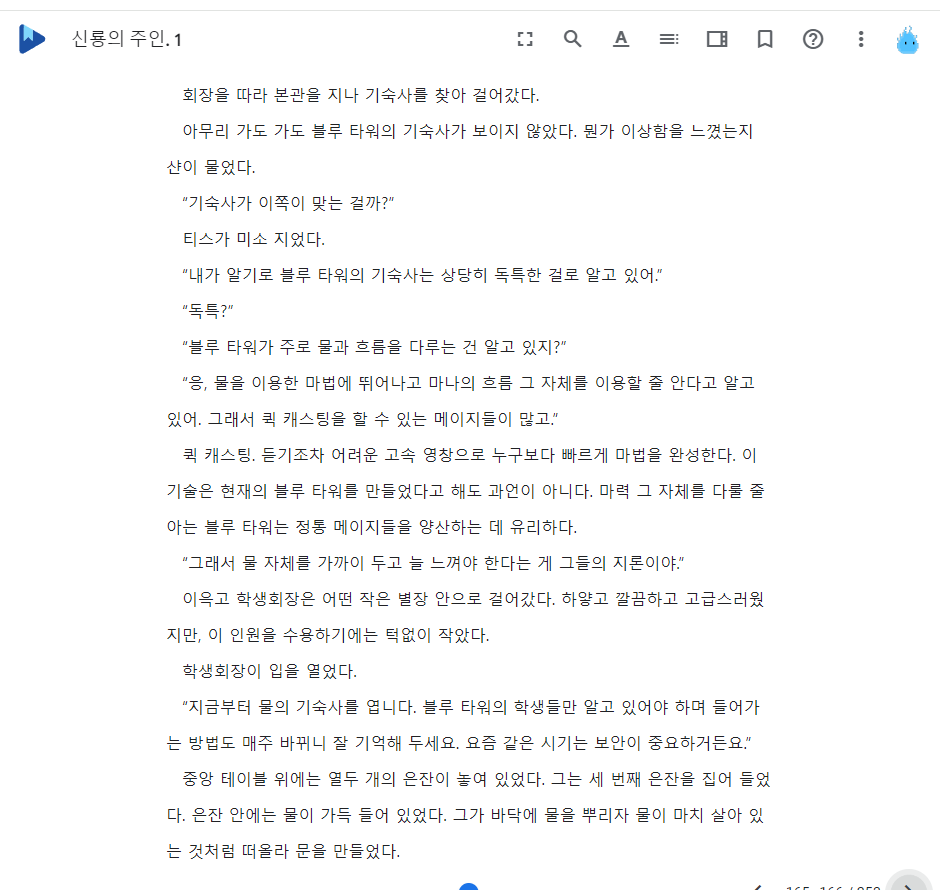 신룡의 주인. 1
회장을 따라 본관을 지나 기숙사를 찾아 걸어갔다.
아무리 가도 가도 블루 타워의 기숙사가 보이지 않았다. 뭔가 이상함을 느꼈는지
샨이 물었다.
“기숙사가 이쪽이 맞는 걸까?”
티스가 미소 지었다.
“내가 알기로 블루 타워의 기숙사는 상당히 독특한 걸로 알고 있어.”
“독특?”
“블루 타워가 주로 물과 흐름을 다루는 건 알고 있지?”
“응, 물을 이용한 마법에 뛰어나고 마나의 흐름 그 자체를 이용할 줄 안다고 알고
있어. 그래서 퀵 캐스팅을 할 수 있는 메이지들이 많고.”
퀵 캐스팅. 듣기조차 어려운 고속 영창으로 누구보다 빠르게 마법을 완성한다. 이
기술은 현재의 블루 타워를 만들었다고 해도 과언이 아니다. 마력 그 자체를 다룰 줄
아는 블루 타워는 정통 메이지들을 양산하는 데 유리하다.
“그래서 물 자체를 가까이 두고 늘 느껴야 한다는 게 그들의 지론이야.”
이윽고 학생회장은 어떤 작은 별장 안으로 걸어갔다. 하얗고 깔끔하고 고급스러웠
지만, 이 인원을 수용하기에는 턱없이 작았다.
학생회장이 입을 열었다.
“지금부터 물의 기숙사를 엽니다. 블루 타워의 학생들만 알고 있어야 하며 들어가
는 방법도 매주 바뀌니 잘 기억해 두세요. 요즘 같은 시기는 보안이 중요하거든요.”
중앙 테이블 위에는 열두 개의 은잔이 놓여 있었다. 그는 세 번째 은잔을 집어 들었
다. 은잔 안에는 물이 가득 들어 있었다. 그가 바닥에 물을 뿌리자 물이 마치 살아 있
는 것처럼 떠올라 문을 만들었다.